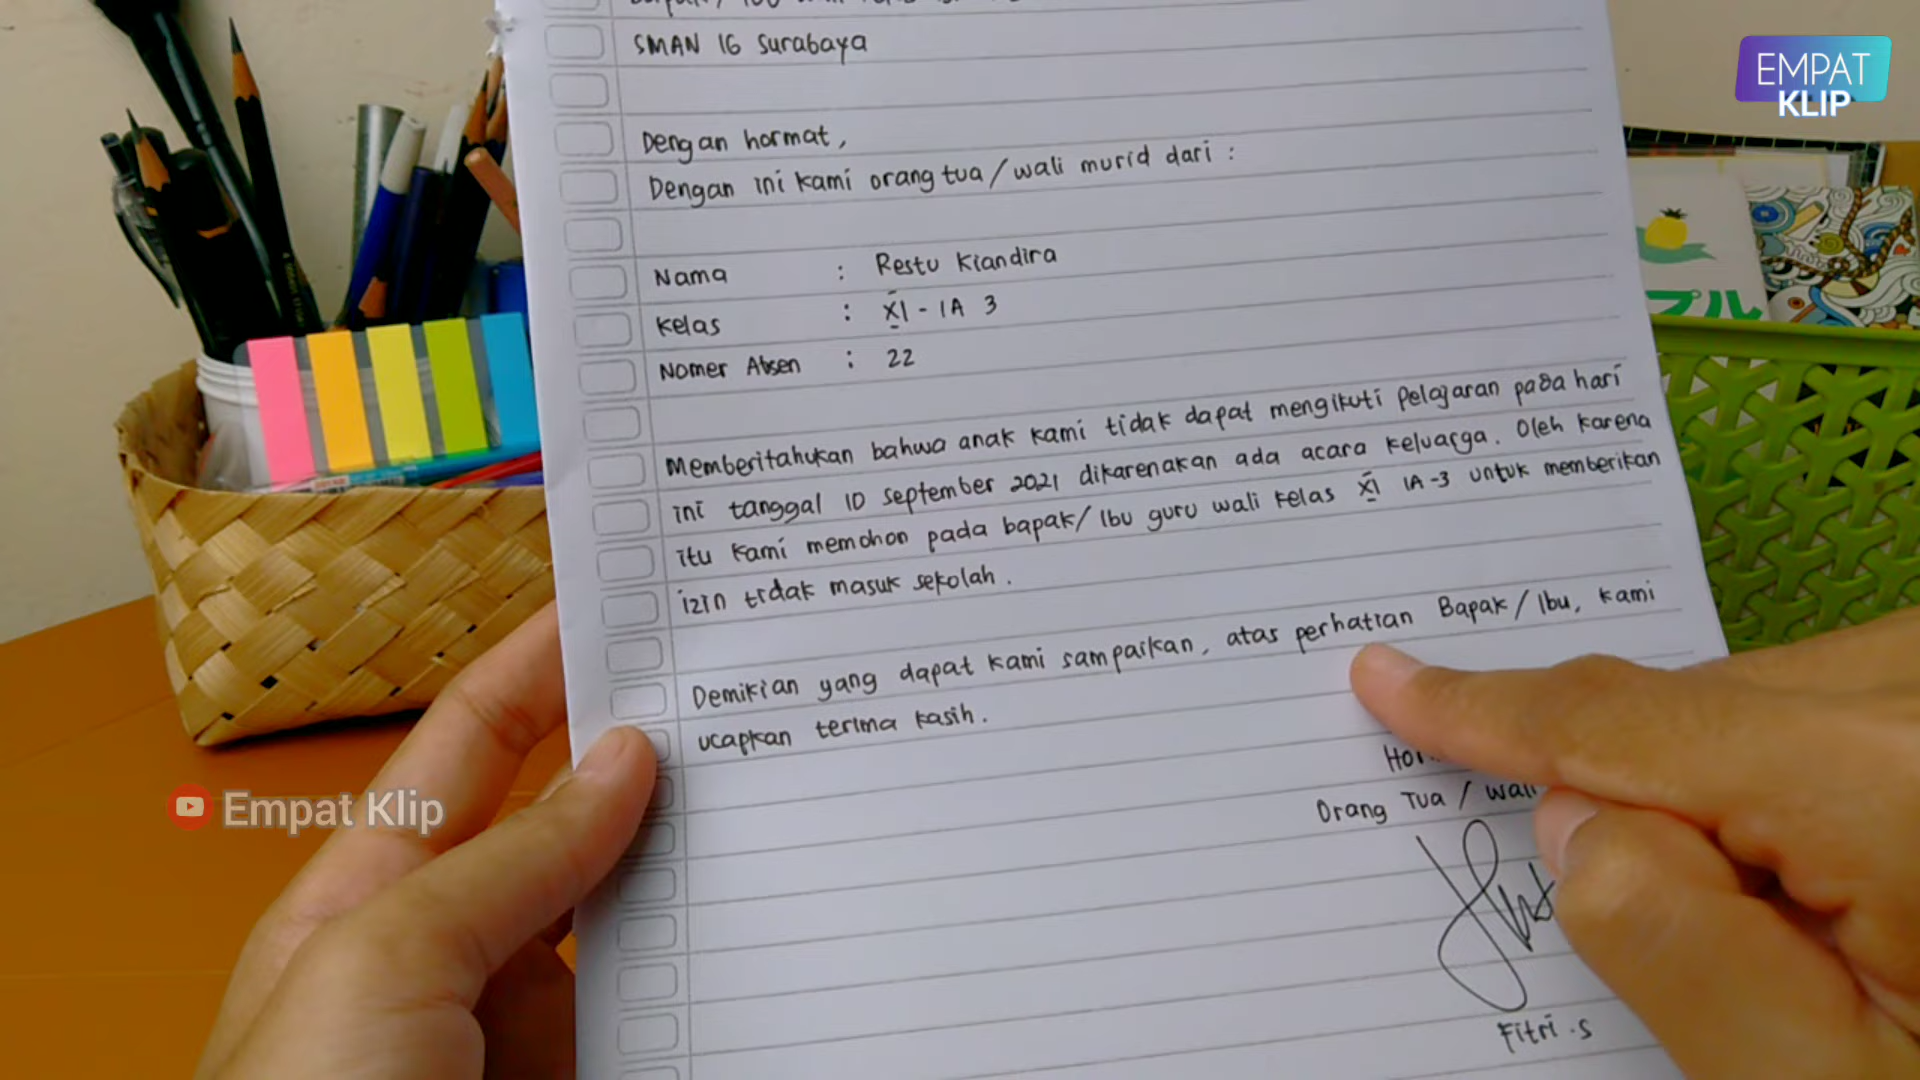 SMAN 16 Surabaya
Dengan hormat,
Dengan ini kami orang tua / wali murid dari :
Nama : Restu Kiandira
Kelas : XI - IA 3
Nomer Absen : 22
Memberitahukan bahwa anak kami tidak dapat mengikuti pelajaran pada hari
ini tanggal 10 september 2021 dikarenakan ada acara keluarga. Oleh karena
itu kami memohon pada bapak / Ibu guru wali kelas XI IA-3 untuk memberikan
izin tidak masuk sekolah.
Demikian yang dapat kami sampaikan, atas perhatian Bapak / Ibu, kami
ucapkan terima kasih.
Orang Tua / wali
Fitri .S
EMPAT
KLIP
Empat Klip
プル